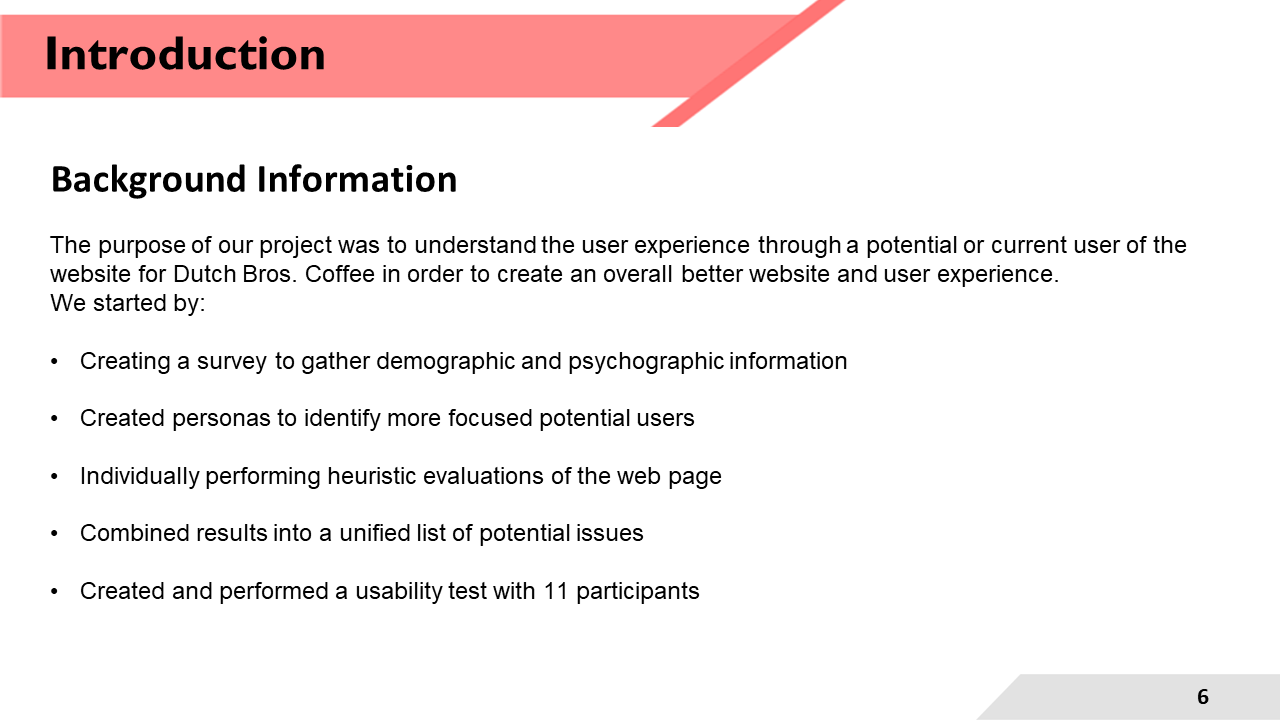 Introduction
Background Information
The purpose of our project was to understand the user experience through a potential or current user of the
website for Dutch Bros. Coffee in order to create an overall better website and user experience.
We started by:
• Creating a survey to gather demographic and psychographic information
• Created personas to identify more focused potential users
• Individually performing heuristic evaluations of the web page
• Combined results into a unified list of potential issues
• Created and performed a usability test with 11 participants
6